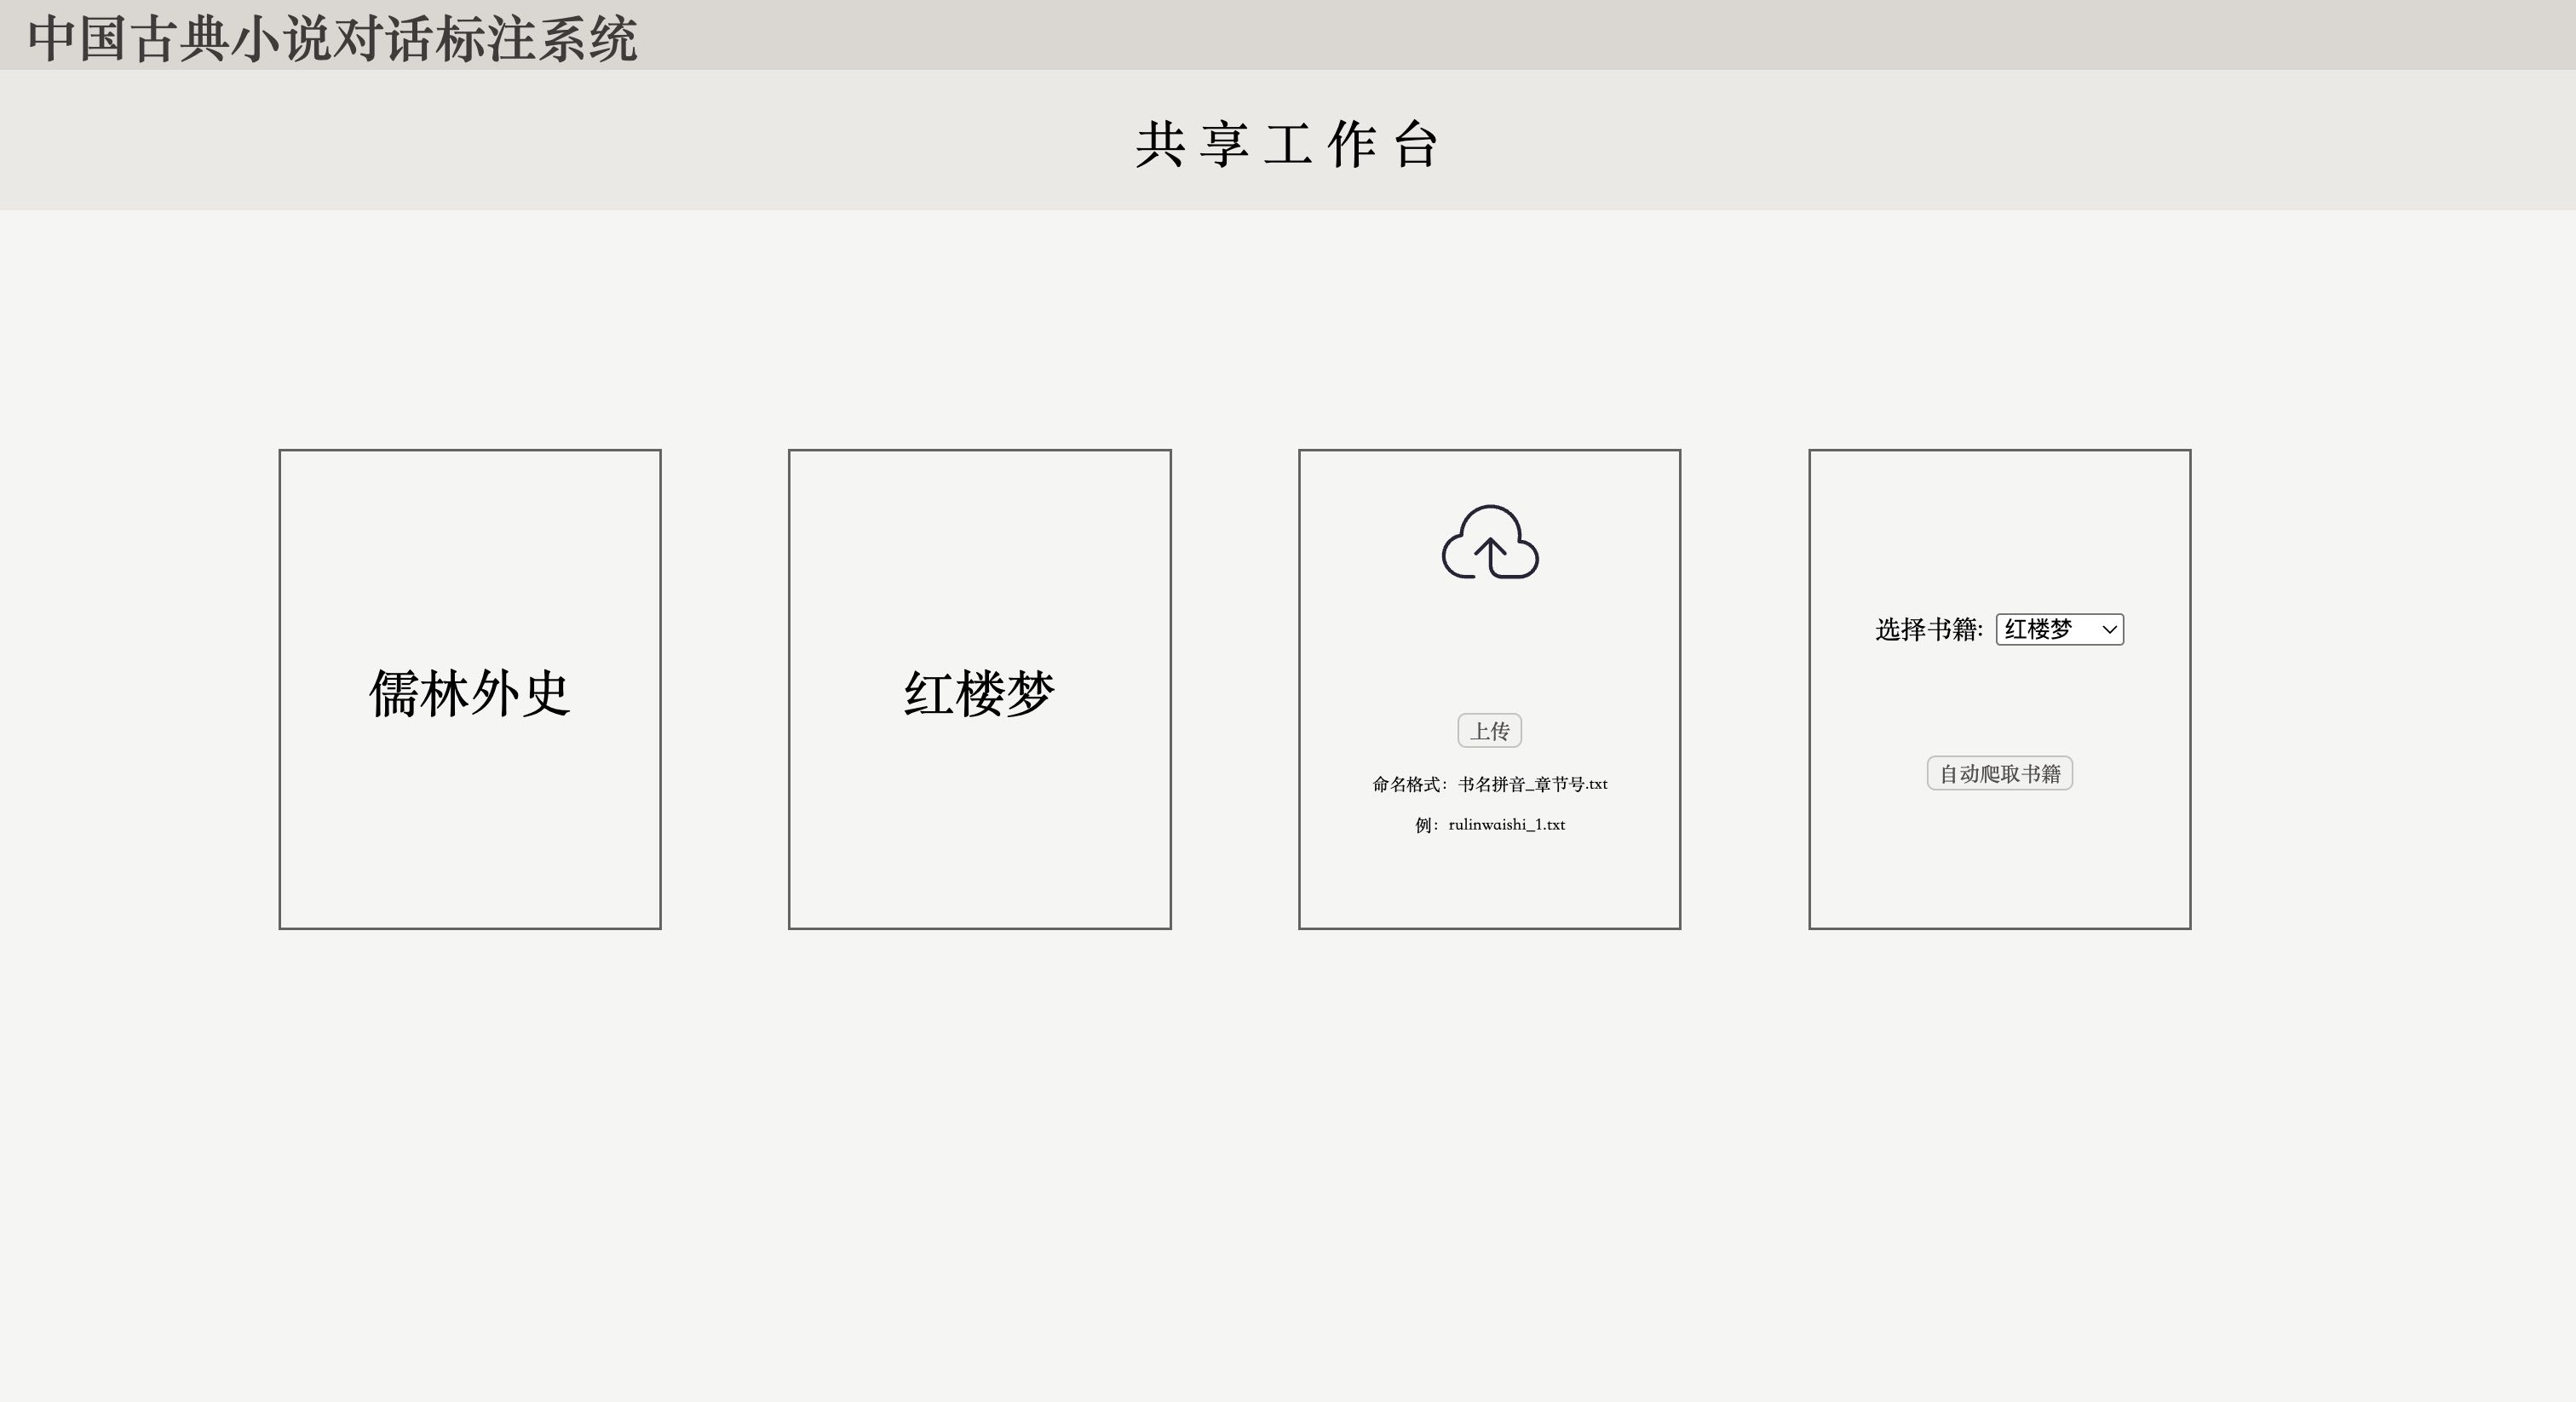 中国古典小说对话标注系统
共享工作台
儒林外史
红楼梦
上传
命名格式：书名拼音_章节号.txt
例：rulinwaishi_1.txt
选择书籍: 红楼梦
自动爬取书籍